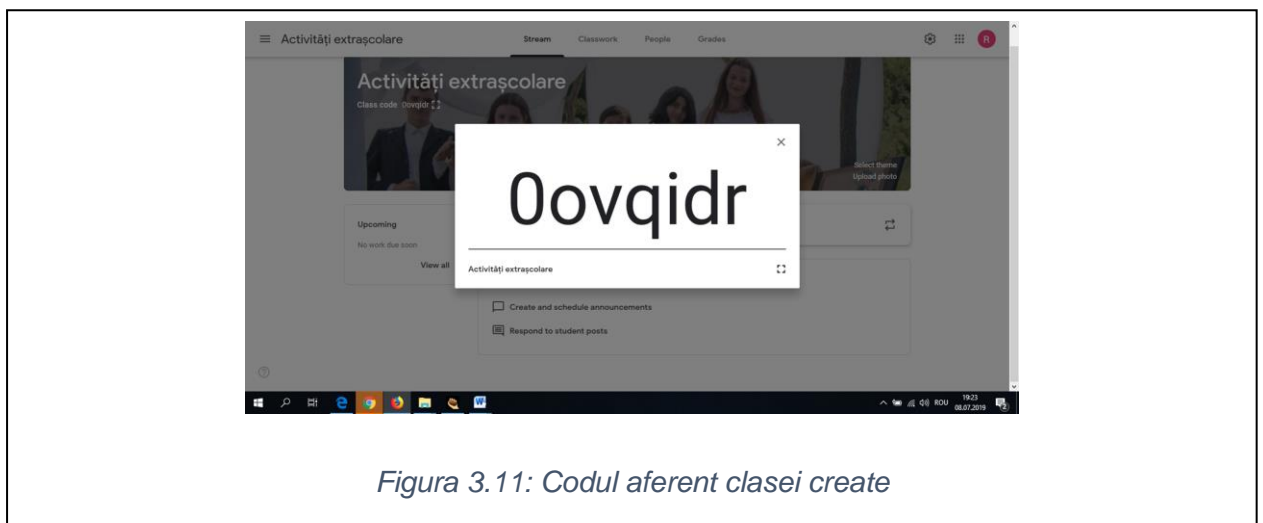 Activități extrașcolare
Stream Classwork People Grades
R
Activități extrașcolare
Class code 0ovqidr
0ovqidr
Select theme
Upload photo
Upcoming
No work due soon
View all
Activități extrașcolare
Create and schedule announcements
Respond to student posts
ROU
19:23
08.07.2019
2
Figura 3.11: Codul aferent clasei create